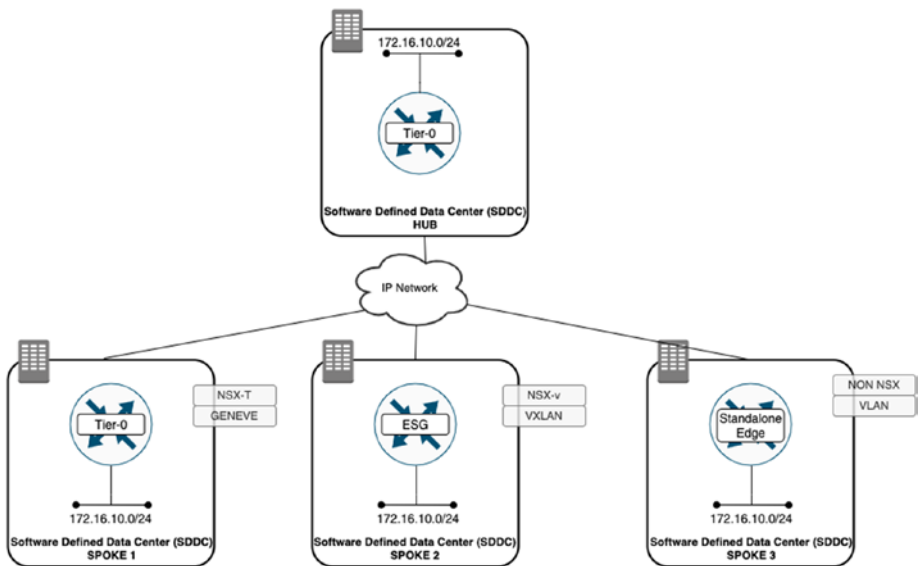 172.16.10.0/24
Tier-0
Software Defined Data Center (SDDC)
HUB
IP Network
NSX-T
GENEVE
Tier-0
172.16.10.0/24
Software Defined Data Center (SDDC)
SPOKE 1
NSX-v
VXLAN
ESG
172.16.10.0/24
Software Defined Data Center (SDDC)
SPOKE 2
NON NSX
VLAN
Standalone
Edge
172.16.10.0/24
Software Defined Data Center (SDDC)
SPOKE 3